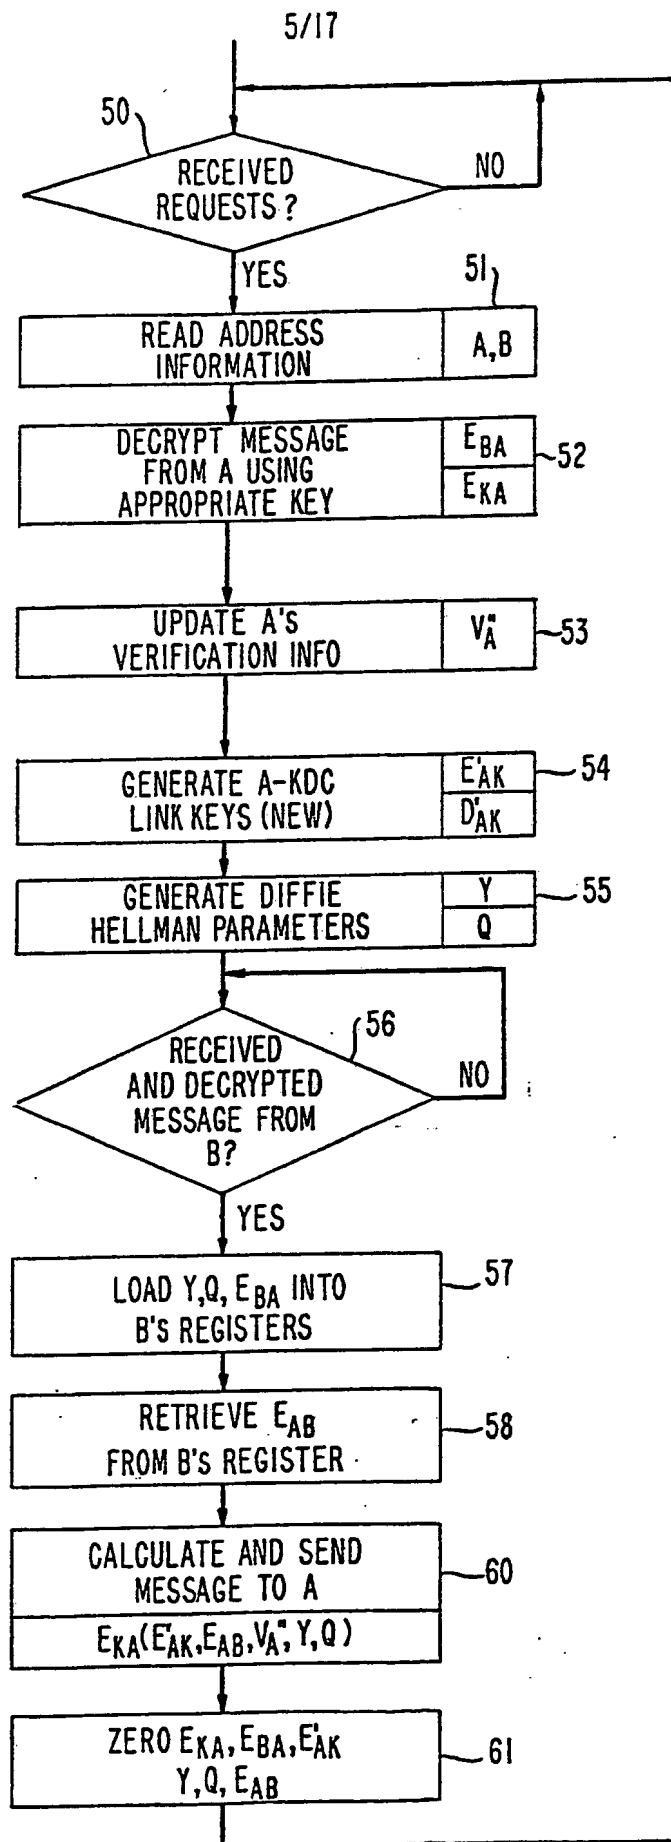 5/17
50
RECEIVED
REQUESTS?
NO
YES
51
READ ADDRESS
INFORMATION
A,B
DECRYPT MESSAGE
FROM A USING
APPROPRIATE KEY
E_BA
E_KA
52
UPDATE A's
VERIFICATION INFO
V_A"
53
GENERATE A-KDC
LINK KEYS (NEW)
E'_AK
D'_AK
54
GENERATE DIFFIE
HELLMAN PARAMETERS
Y
Q
55
56
RECEIVED
AND DECRYPTED
MESSAGE FROM
B?
NO
YES
LOAD Y,Q, E_BA INTO
B's REGISTERS
57
RETRIEVE E_AB
FROM B's REGISTER
58
CALCULATE AND SEND
MESSAGE TO A
E_KA(E'_AK, E_AB, V_A", Y, Q)
60
ZERO E_KA, E_BA, E'_AK
Y, Q, E_AB
61